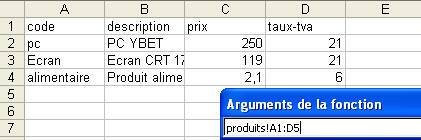 A B C D E
1 code description prix taux-tva
2 pc PC YBET 250 21
3 Ecran Ecran CRT 17 119 21
4 alimentaire Produit alime 2,1 6
5
6 Arguments de la fonction
7 produits!A1:D5